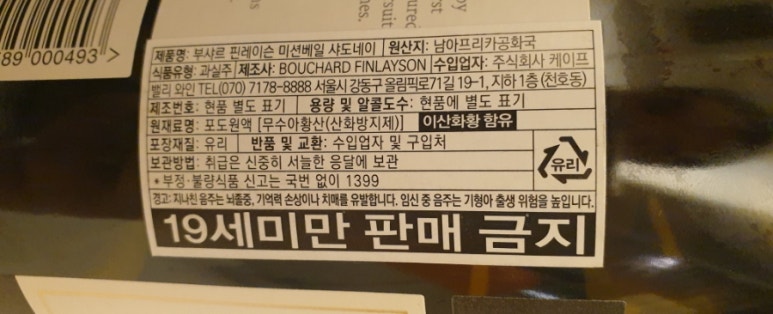 by
rst
ured
rsuit
nes.
ss
789 000493 >
제품명: 부샤르 핀레이슨 미션베일 샤도네이 | 원산지: 남아프리카공화국
식품유형: 과실주 | 제조사: BOUCHARD FINLAYSON | 수입업자: 주식회사 케이프
밸리 와인 TEL(070) 7178-8888 서울시 강동구 올림픽로71길 19-1, 지하 1층 (천호동)
제조번호: 현품 별도 표기 | 용량 및 알콜도수: 현품에 별도 표기
원재료명: 포도원액 [무수아황산(산화방지제)] 이산화황 함유
포장재질: 유리 | 반품 및 교환: 수입업자 및 구입처
보관방법: 취급은 신중히 서늘한 응달에 보관
유리
* 부정·불량식품 신고는 국번 없이 1399
경고: 지나친 음주는 뇌졸중, 기억력 손상이나 치매를 유발합니다. 임신 중 음주는 기형아 출생 위험을 높입니다.
19세미만 판매 금지